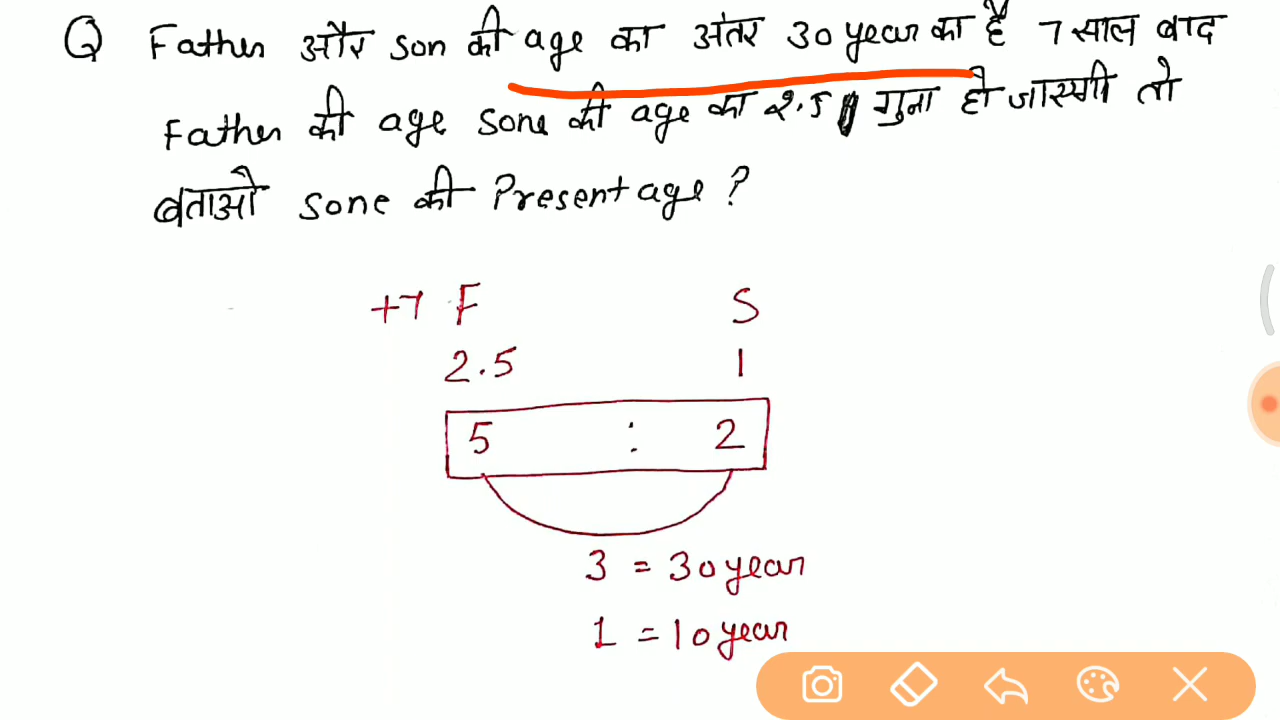 Q Father और son की age का अंतर 30 year का है 7 साल बाद
Father की age sone की age का 2.5 गुना हो जाएगी तो
बताओ sone की Present age ?
+7 F S
2.5 1
5 : 2
3 = 30 year
1 = 10 year